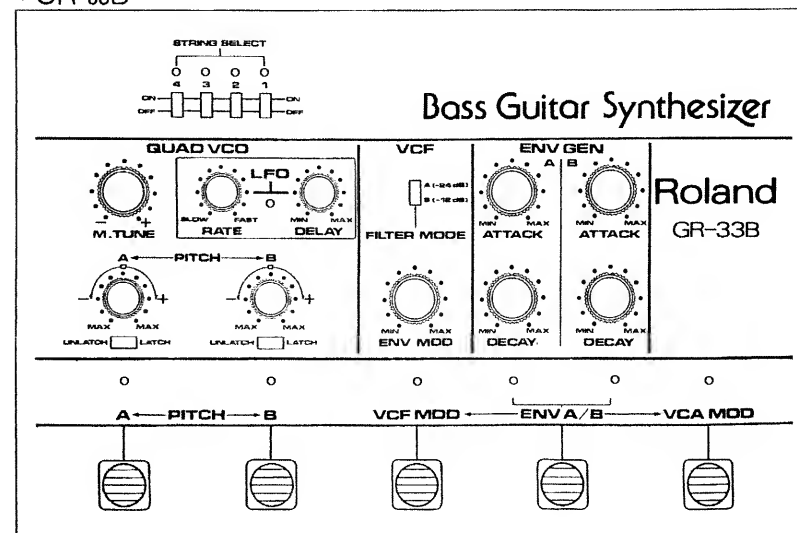 GR-33B
STRING SELECT
4 3 2 1
ON ON
OFF OFF
Bass Guitar Synthesizer
QUAD VCO VCF ENV GEN
A B
LFO
A (-24 dB)
B (-12 dB)
Roland
GR-33B
- + SLOW FAST MIN MAX MIN MAX MIN MAX
M.TUNE RATE DELAY FILTER MODE ATTACK ATTACK
A PITCH B
- + - +
MAX MAX MAX MAX MIN MAX MIN MAX MIN MAX
UNLATCH LATCH UNLATCH LATCH ENV MOD DECAY DECAY
A PITCH B VCF MOD ENV A/B VCA MOD